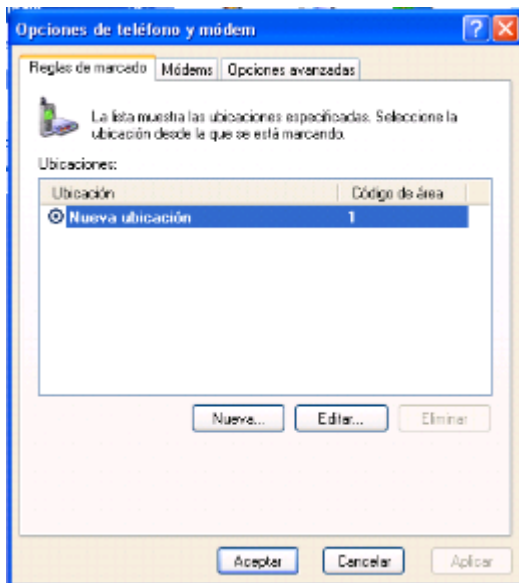 Opciones de teléfono y módem
Reglas de marcado Módems Opciones avanzadas
La lista muestra las ubicaciones especificadas. Seleccione la
ubicación desde la que se está marcando.
Ubicaciones:
Ubicación Código de área
Nueva ubicación 1
Nueva... Editar... Eliminar
Aceptar Cancelar Aplicar